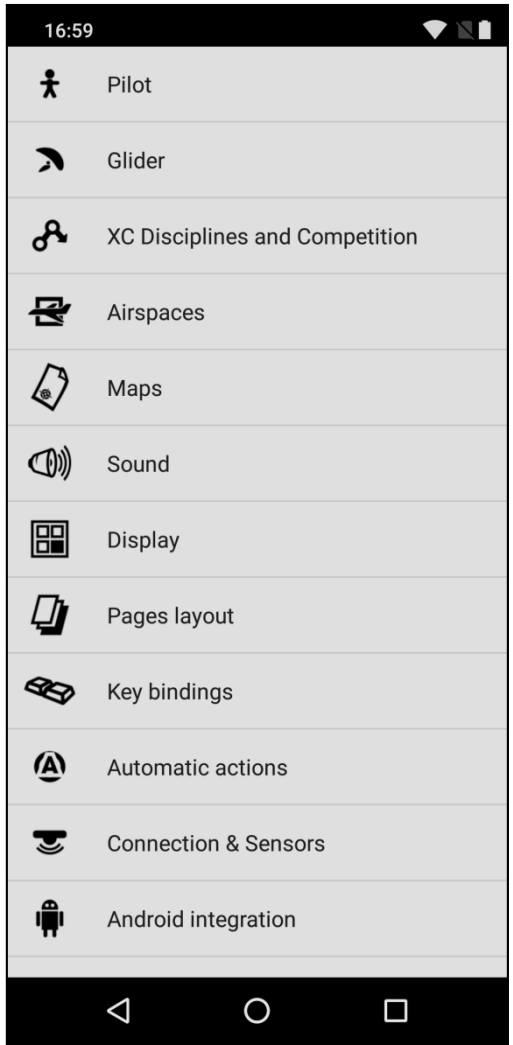 16:59
Pilot
Glider
XC Disciplines and Competition
Airspaces
Maps
Sound
Display
Pages layout
Key bindings
Automatic actions
Connection & Sensors
Android integration